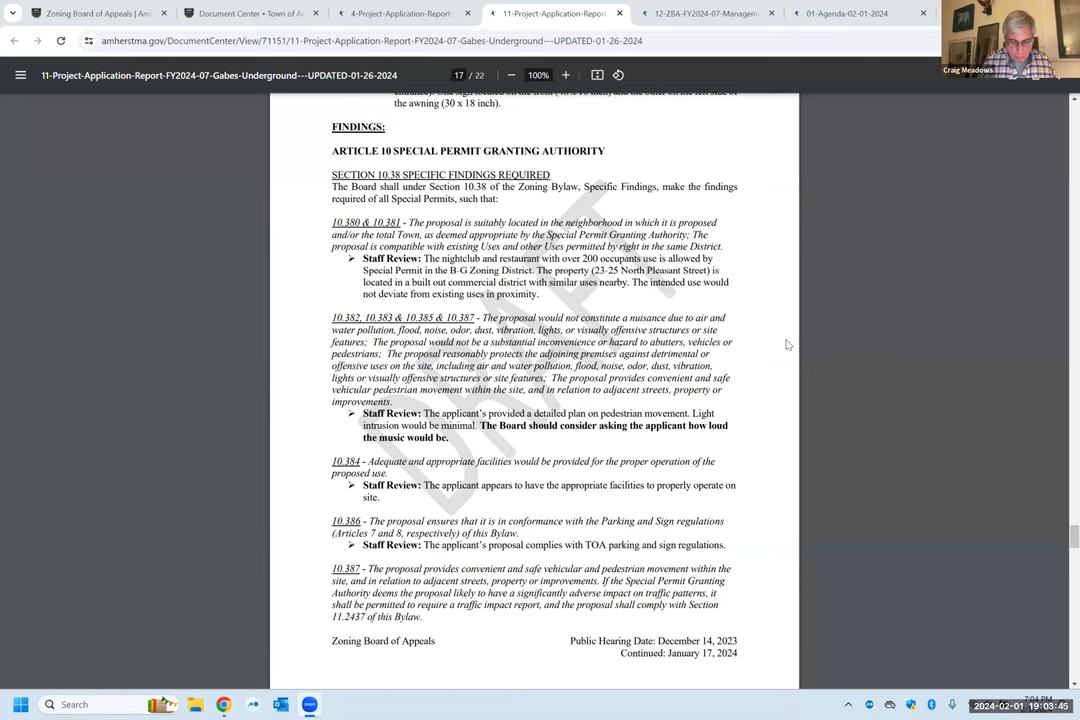 Zoning Board of Appeals | Am
Document Center • Town of A
4-Project-Application-Report-
11-Project-Application-Report-
12-ZBA-FY2024-07-Managem
01-Agenda-02-01-2024
amherstma.gov/DocumentCenter/View/71151/11-Project-Application-Report-FY2024-07-Gabes-Underground---UPDATED-01-26-2024
Craig Meadows
11-Project-Application-Report-FY2024-07-Gabes-Underground---UPDATED-01-26-2024
17 / 22
100%
the awning (30 x 18 inch).
FINDINGS:
ARTICLE 10 SPECIAL PERMIT GRANTING AUTHORITY
SECTION 10.38 SPECIFIC FINDINGS REQUIRED
The Board shall under Section 10.38 of the Zoning Bylaw, Specific Findings, make the findings
required of all Special Permits, such that:
10.380 & 10.381 - The proposal is suitably located in the neighborhood in which it is proposed
and/or the total Town, as deemed appropriate by the Special Permit Granting Authority; The
proposal is compatible with existing Uses and other Uses permitted by right in the same District.
➢ Staff Review: The nightclub and restaurant with over 200 occupants use is allowed by
Special Permit in the B-G Zoning District. The property (23-25 North Pleasant Street) is
located in a built out commercial district with similar uses nearby. The intended use would
not deviate from existing uses in proximity.
10.382, 10.383 & 10.385 & 10.387 - The proposal would not constitute a nuisance due to air and
water pollution, flood, noise, odor, dust, vibration, lights, or visually offensive structures or site
features; The proposal would not be a substantial inconvenience or hazard to abutters, vehicles or
pedestrians; The proposal reasonably protects the adjoining premises against detrimental or
offensive uses on the site, including air and water pollution, flood, noise, odor, dust, vibration,
lights or visually offensive structures or site features; The proposal provides convenient and safe
vehicular pedestrian movement within the site, and in relation to adjacent streets, property or
improvements.
➢ Staff Review: The applicant's provided a detailed plan on pedestrian movement. Light
intrusion would be minimal. The Board should consider asking the applicant how loud
the music would be.
10.384 - Adequate and appropriate facilities would be provided for the proper operation of the
proposed use.
➢ Staff Review: The applicant appears to have the appropriate facilities to properly operate on
site.
10.386 - The proposal ensures that it is in conformance with the Parking and Sign regulations
(Articles 7 and 8, respectively) of this Bylaw.
➢ Staff Review: The applicant's proposal complies with TOA parking and sign regulations.
10.387 - The proposal provides convenient and safe vehicular and pedestrian movement within the
site, and in relation to adjacent streets, property or improvements. If the Special Permit Granting
Authority deems the proposal likely to have a significantly adverse impact on traffic patterns, it
shall be permitted to require a traffic impact report, and the proposal shall comply with Section
11.2437 of this Bylaw.
Zoning Board of Appeals
Public Hearing Date: December 14, 2023
Continued: January 17, 2024
DRAFT
Search
7:04 PM
2024-02-01 19:03:45